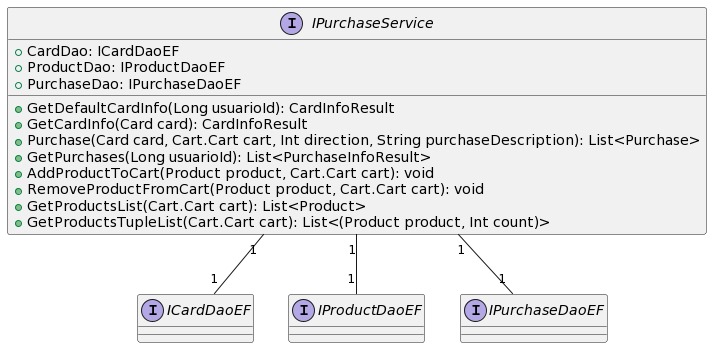 I IPurchaseService
CardDao: ICardDaoEF
ProductDao: IProductDaoEF
PurchaseDao: IPurchaseDaoEF
GetDefaultCardInfo(Long usuarioId): CardInfoResult
GetCardInfo(Card card): CardInfoResult
Purchase(Card card, Cart.Cart cart, Int direction, String purchaseDescription): List<Purchase>
GetPurchases(Long usuarioId): List<PurchaseInfoResult>
AddProductToCart(Product product, Cart.Cart cart): void
RemoveProductFromCart(Product product, Cart.Cart cart): void
GetProductsList(Cart.Cart cart): List<Product>
GetProductsTupleList(Cart.Cart cart): List<(Product product, Int count)>
1 1 1
1 1 1
I ICardDaoEF
I IProductDaoEF
I IPurchaseDaoEF